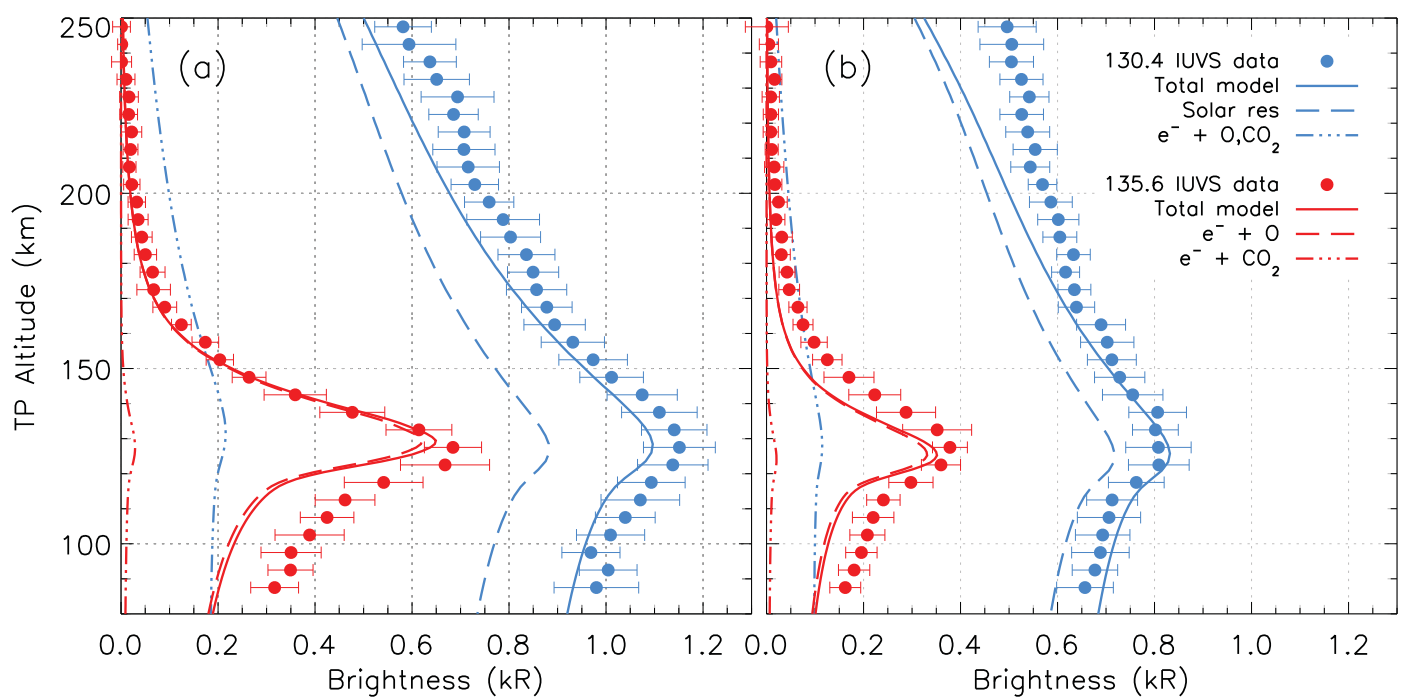 250
200
150
100
TP Altitude (km)
(a)
0.0 0.2 0.4 0.6 0.8 1.0 1.2
Brightness (kR)
(b)
130.4 IUVS data
Total model
Solar res
e⁻ + O,CO₂
135.6 IUVS data
Total model
e⁻ + O
e⁻ + CO₂
0.0 0.2 0.4 0.6 0.8 1.0 1.2
Brightness (kR)